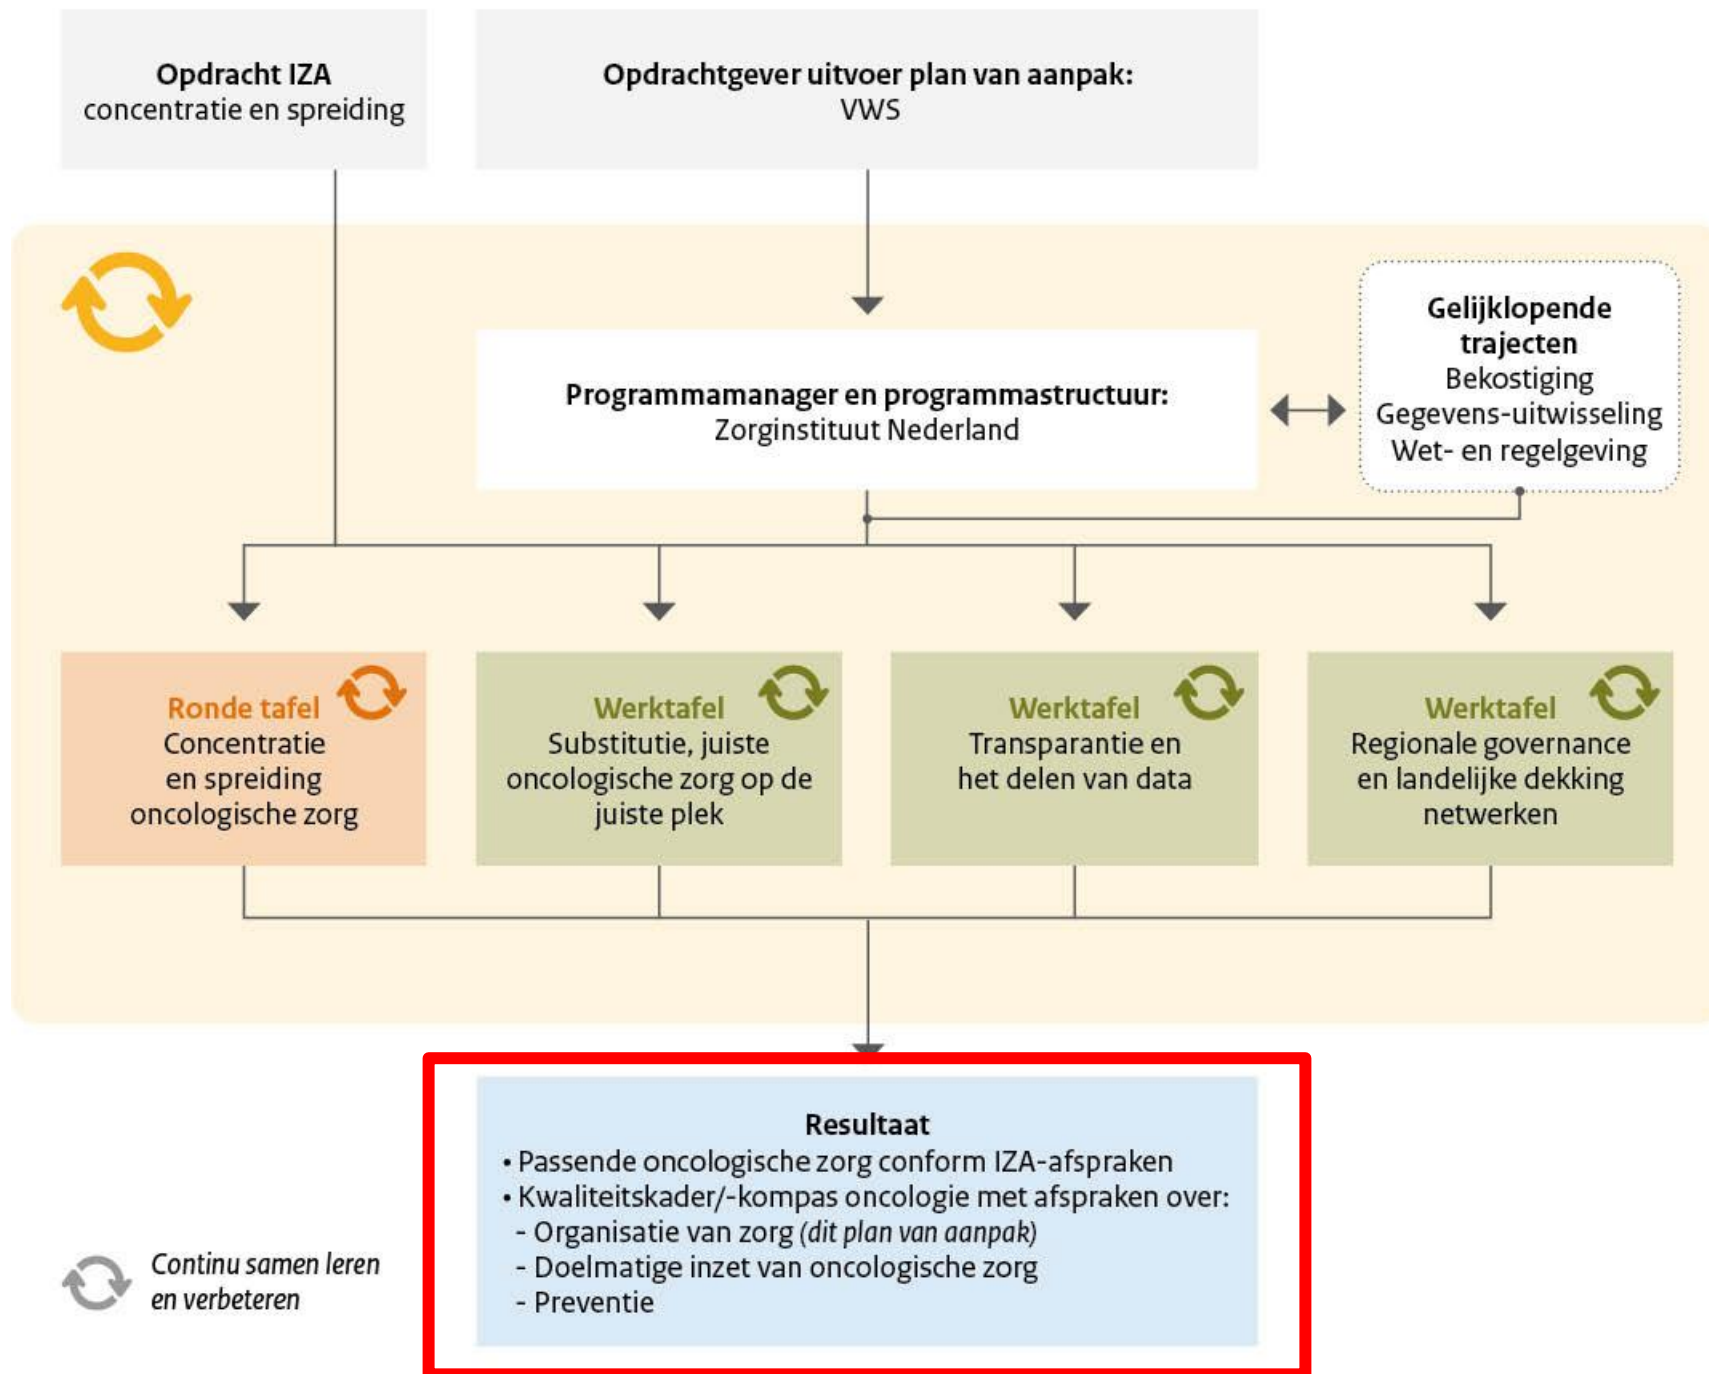 Opdracht IZA
concentratie en spreiding
Opdrachtgever uitvoer plan van aanpak:
VWS
Programmamanager en programmastructuur:
Zorginstituut Nederland
Gelijklopende
trajecten
Bekostiging
Gegevens-uitwisseling
Wet- en regelgeving
Ronde tafel
Concentratie
en spreiding
oncologische zorg
Werktafel
Substitutie, juiste
oncologische zorg op de
juiste plek
Werktafel
Transparantie en
het delen van data
Werktafel
Regionale governance
en landelijke dekking
netwerken
Resultaat
• Passende oncologische zorg conform IZA-afspraken
• Kwaliteitskader/-kompas oncologie met afspraken over:
- Organisatie van zorg (dit plan van aanpak)
- Doelmatige inzet van oncologische zorg
- Preventie
Continu samen leren
en verbeteren